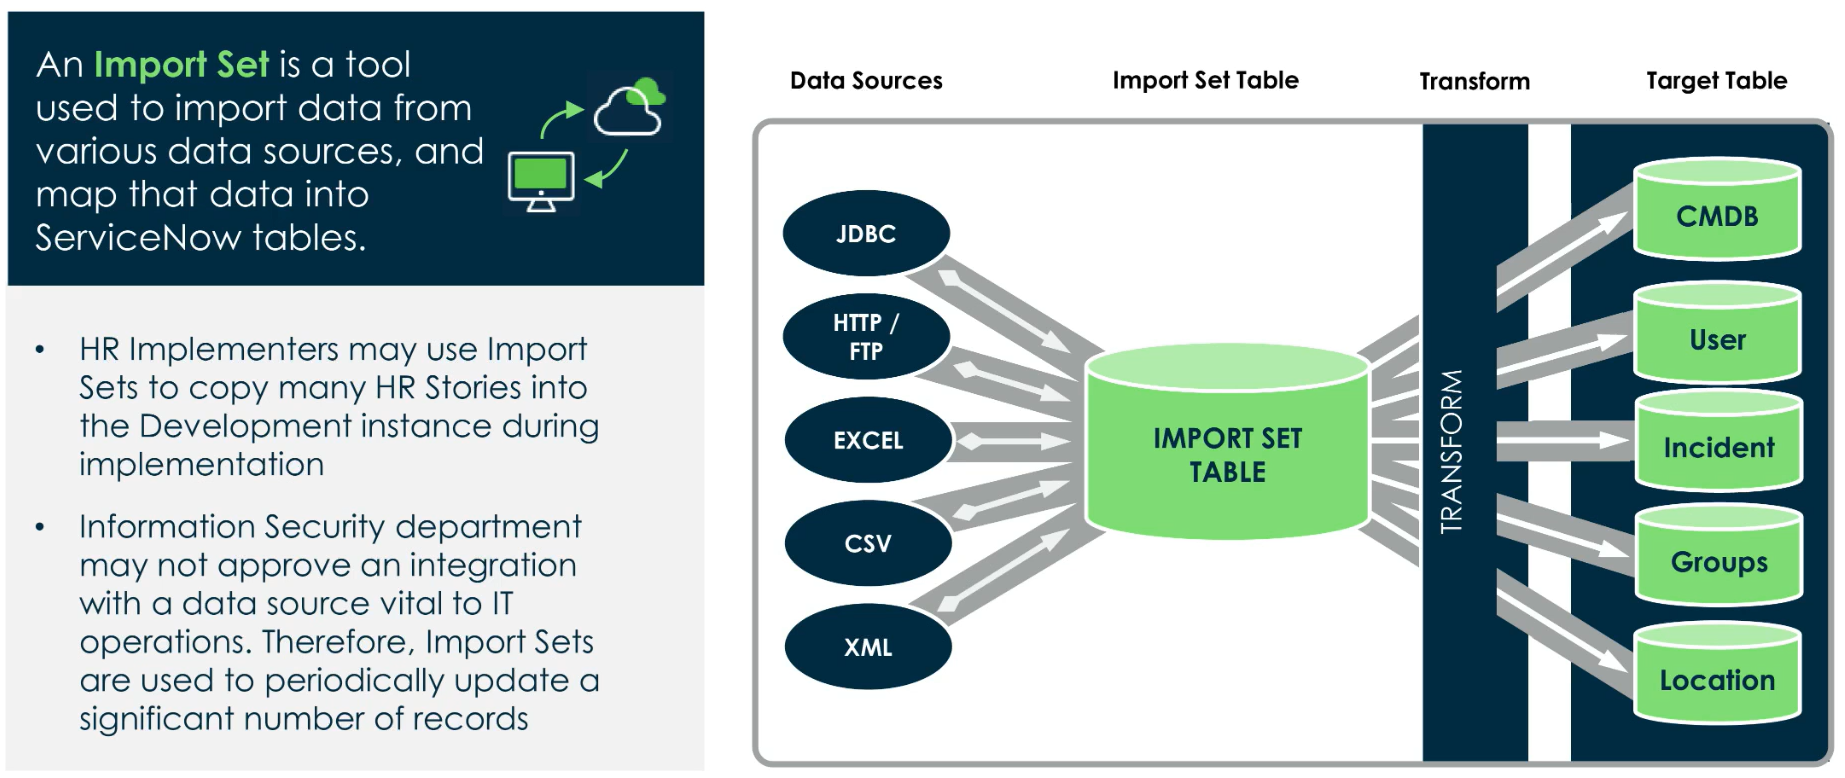 An Import Set is a tool
used to import data from
various data sources, and
map that data into
ServiceNow tables.
• HR Implementers may use Import
Sets to copy many HR Stories into
the Development instance during
implementation
• Information Security department
may not approve an integration
with a data source vital to IT
operations. Therefore, Import Sets
are used to periodically update a
significant number of records
Data Sources
Import Set Table
Transform
Target Table
JDBC
HTTP /
FTP
EXCEL
CSV
XML
IMPORT SET
TABLE
TRANSFORM
CMDB
User
Incident
Groups
Location